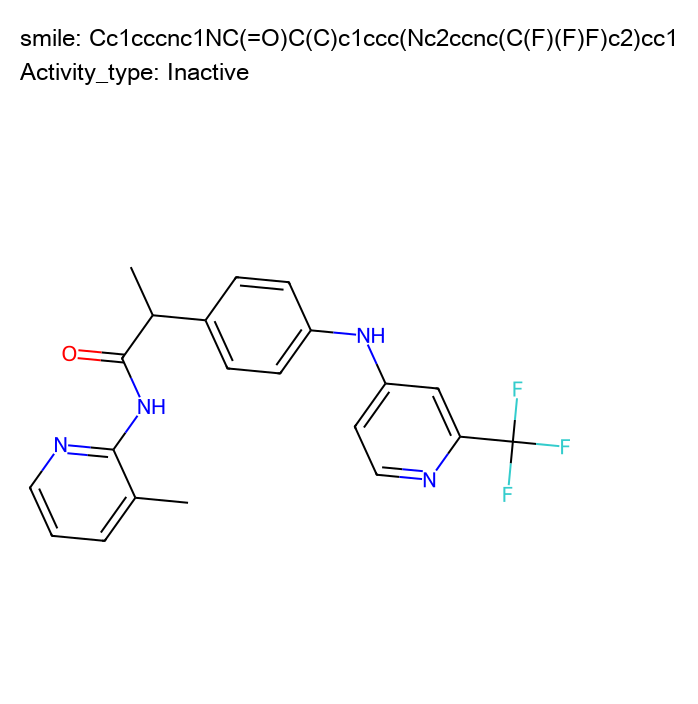 smile: Cc1cccnc1NC(=O)C(C)c1ccc(Nc2ccnc(C(F)(F)F)c2)cc1
Activity_type: Inactive
NH
O
F
NH
F
N
N
F